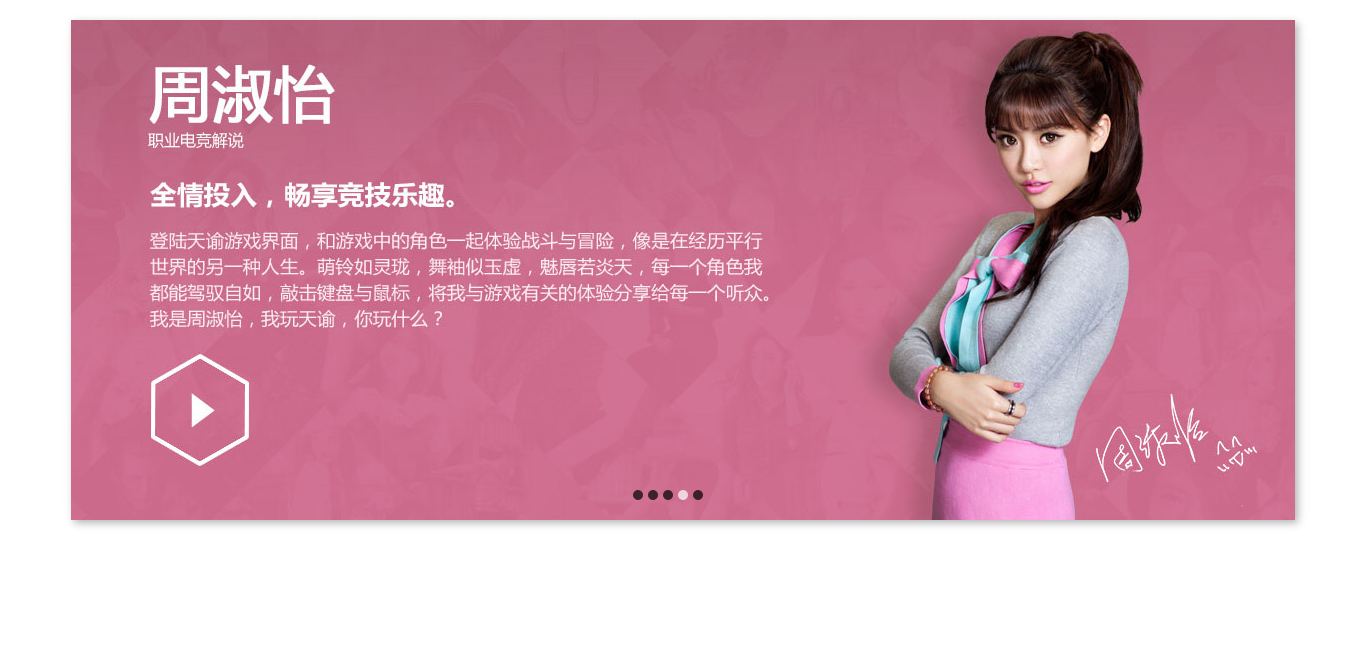 周淑怡
职业电竞解说
全情投入，畅享竞技乐趣。
登陆天谕游戏界面，和游戏中的角色一起体验战斗与冒险，像是在经历平行
世界的另一种人生。萌铃如灵珑，舞袖似玉虚，魅唇若炎天，每一个角色我
都能驾驭自如，敲击键盘与鼠标，将我与游戏有关的体验分享给每一个听众。
我是周淑怡，我玩天谕，你玩什么？
周淑怡